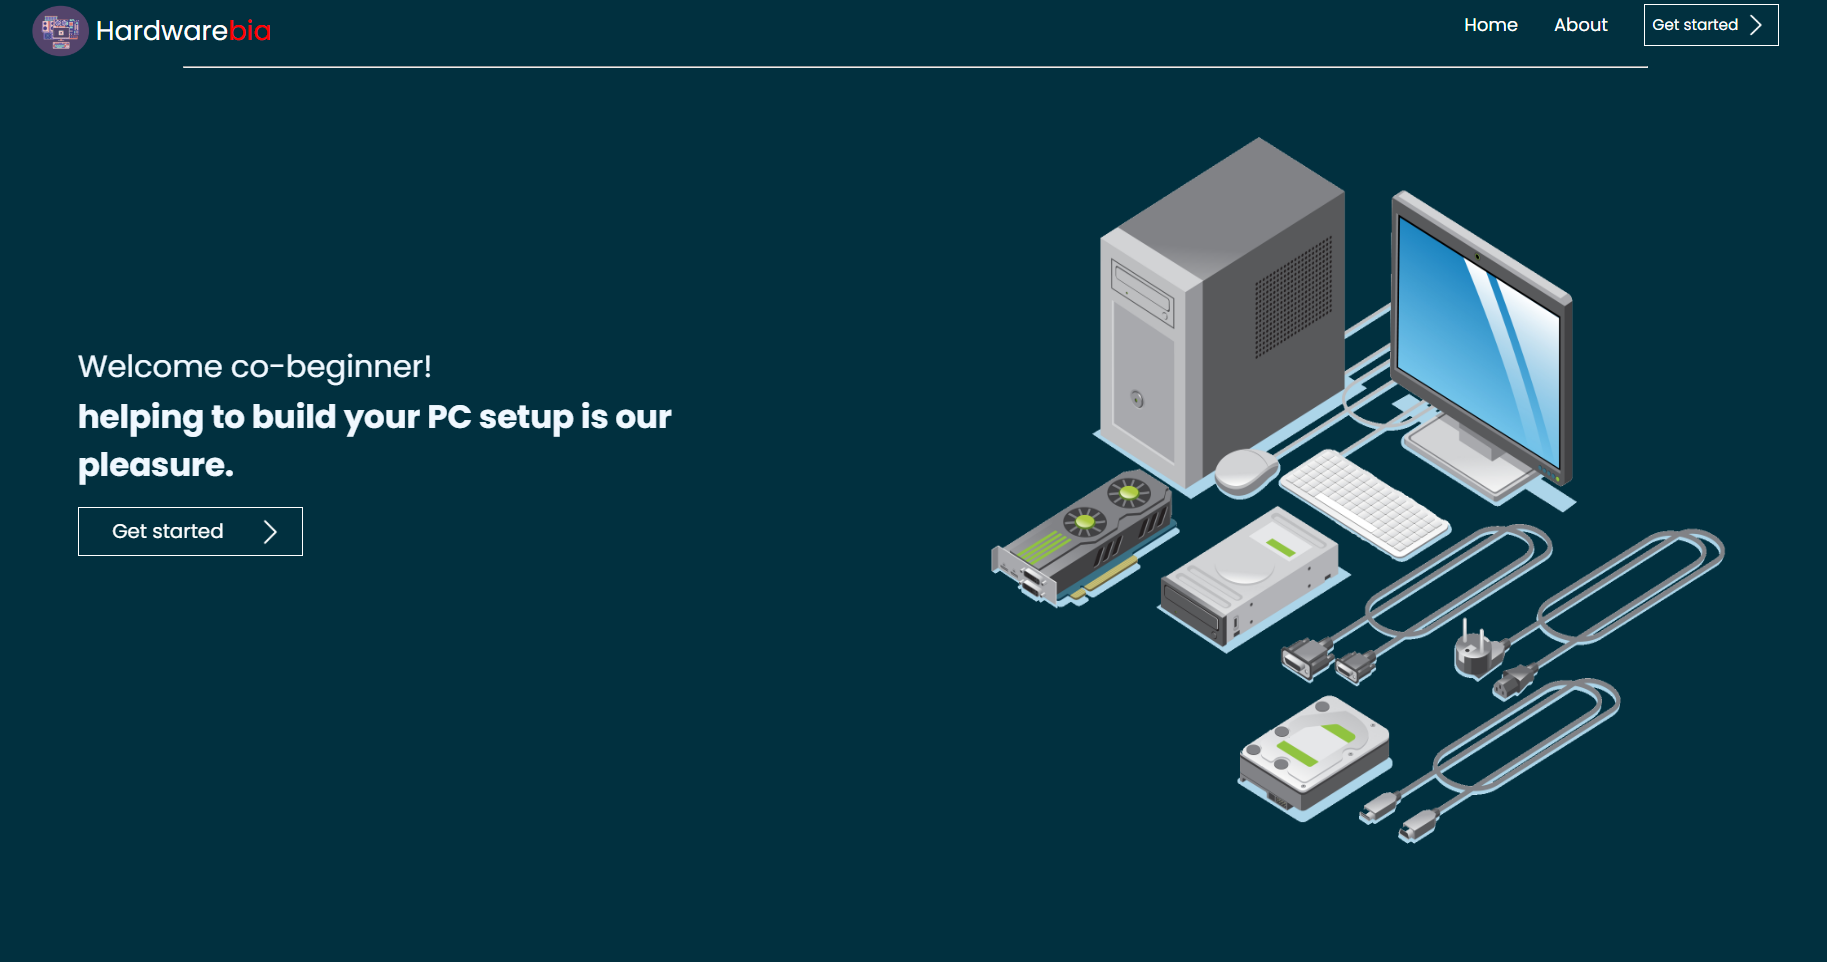 Hardwarebia
Home
About
Get started
Welcome co-beginner!
helping to build your PC setup is our
pleasure.
Get started